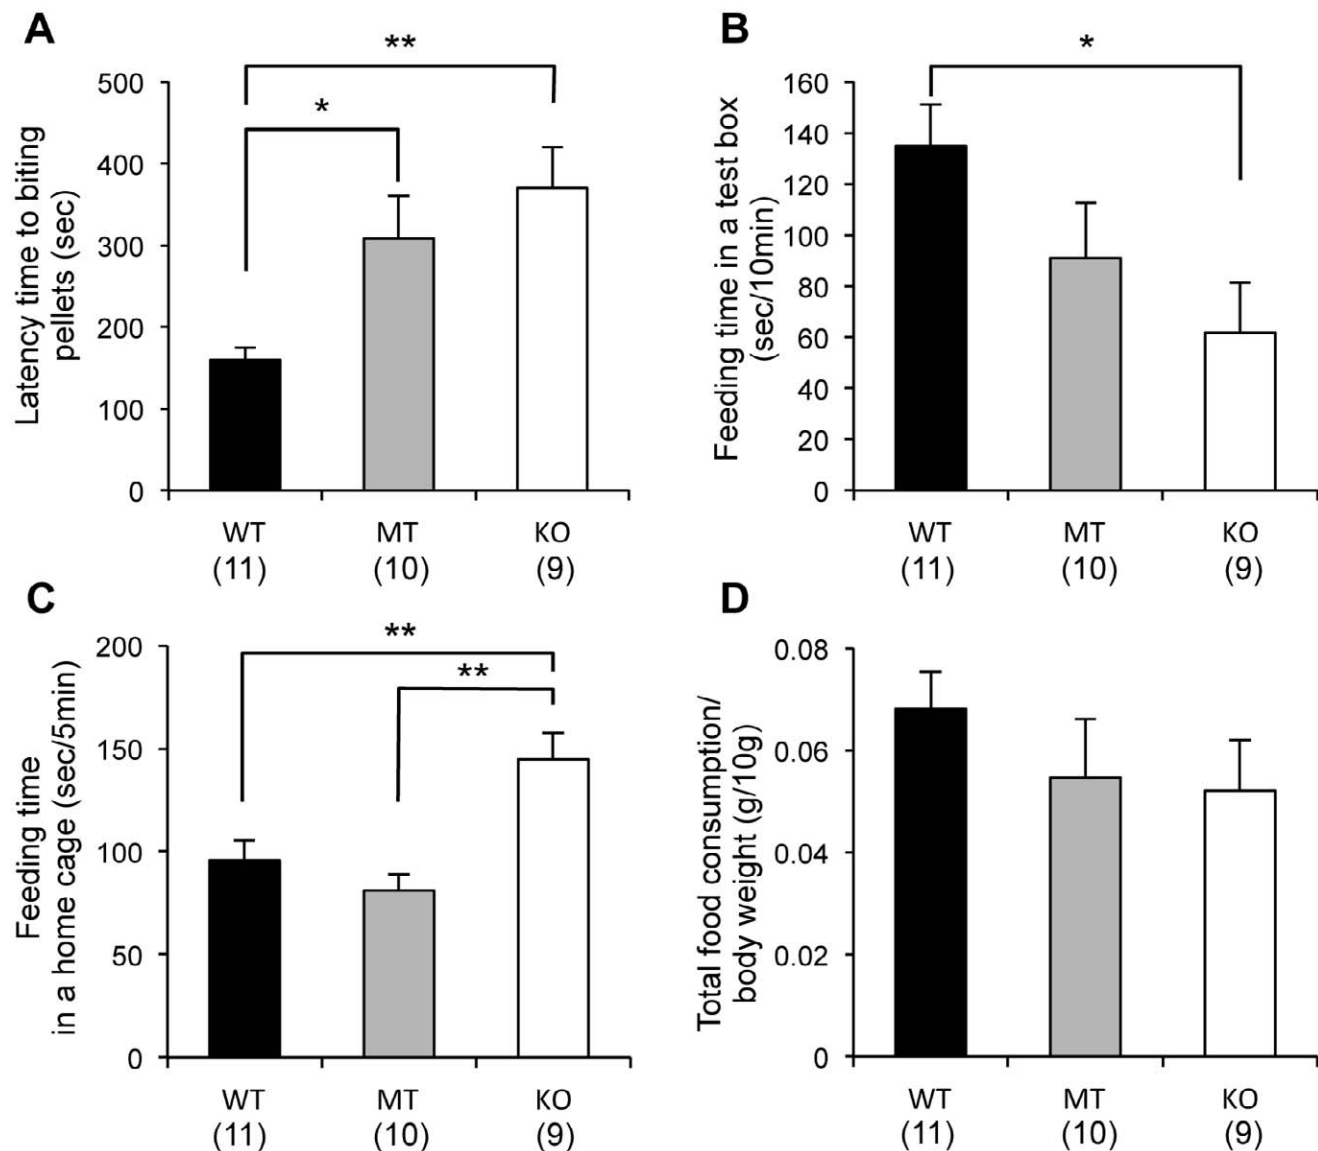 A
**
*
500
400
300
200
100
0
Latency time to biting
pellets (sec)
WT
MT
KO
(11)
(10)
(9)
B
*
160
140
120
100
80
60
40
20
0
Feeding time in a test box
(sec/10min)
WT
MT
KO
(11)
(10)
(9)
C
**
**
200
150
100
50
0
Feeding time
in a home cage (sec/5min)
WT
MT
KO
(11)
(10)
(9)
D
0.08
0.06
0.04
0.02
0
Total food consumption/
body weight (g/10g)
WT
MT
KO
(11)
(10)
(9)